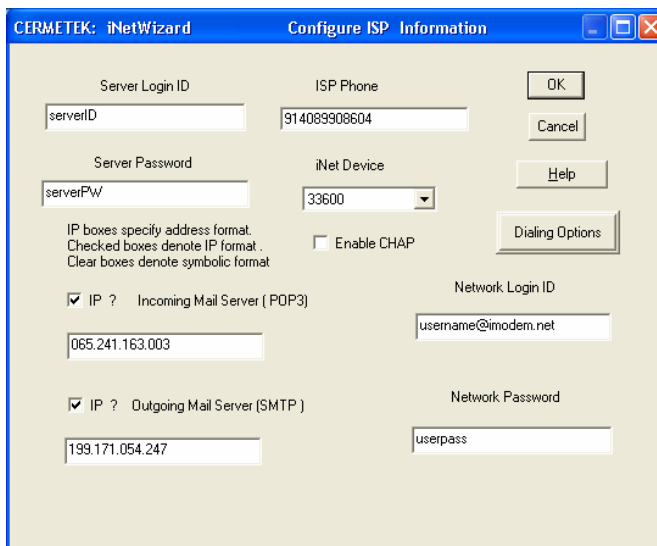 CERMETEK: iNetWizard Configure ISP Information
Server Login ID
serverID
ISP Phone
914089908604
OK
Cancel
Server Password
serverPW
iNet Device
33600
Help
IP boxes specify address format.
Checked boxes denote IP format .
Clear boxes denote symbolic format
Enable CHAP
Dialing Options
IP ? Incoming Mail Server ( POP3)
065.241.163.003
Network Login ID
username@imodem.net
IP ? Outgoing Mail Server (SMTP )
199.171.054.247
Network Password
userpass